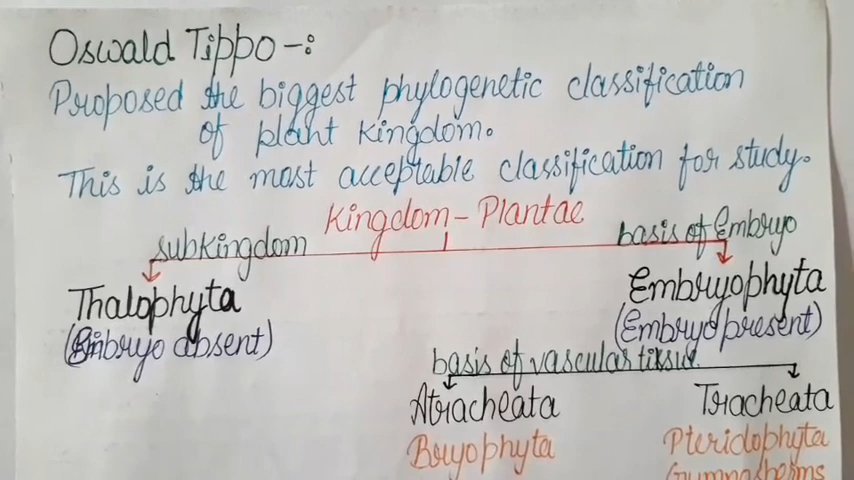 Oswald Tippo-:
Proposed the biggest phylogenetic classification
of plant kingdom.
This is the most acceptable classification for study.
Kingdom - Plantae
subkingdom
basis of Embryo
Thalophyta
(Embryo absent)
Embryophyta
(Embryo present)
basis of vascular tissue
Atracheata
Bryophyta
Tracheata
Pteridophyta
Gymnosperms